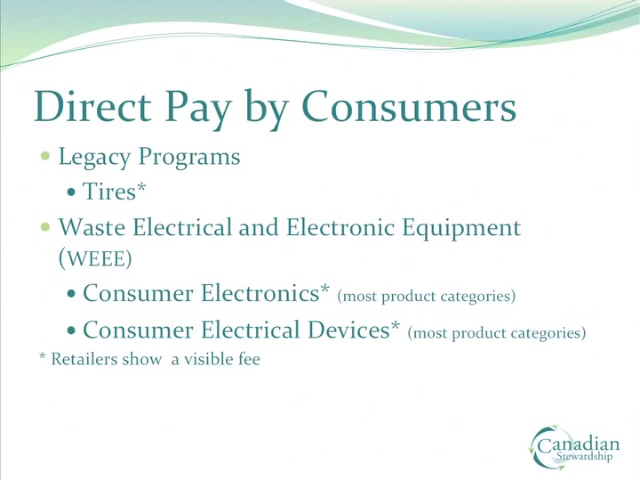 Direct Pay by Consumers
• Legacy Programs
• Tires*
• Waste Electrical and Electronic Equipment
(WEEE)
• Consumer Electronics* (most product categories)
• Consumer Electrical Devices* (most product categories)
* Retailers show a visible fee
Canadian
Stewardship